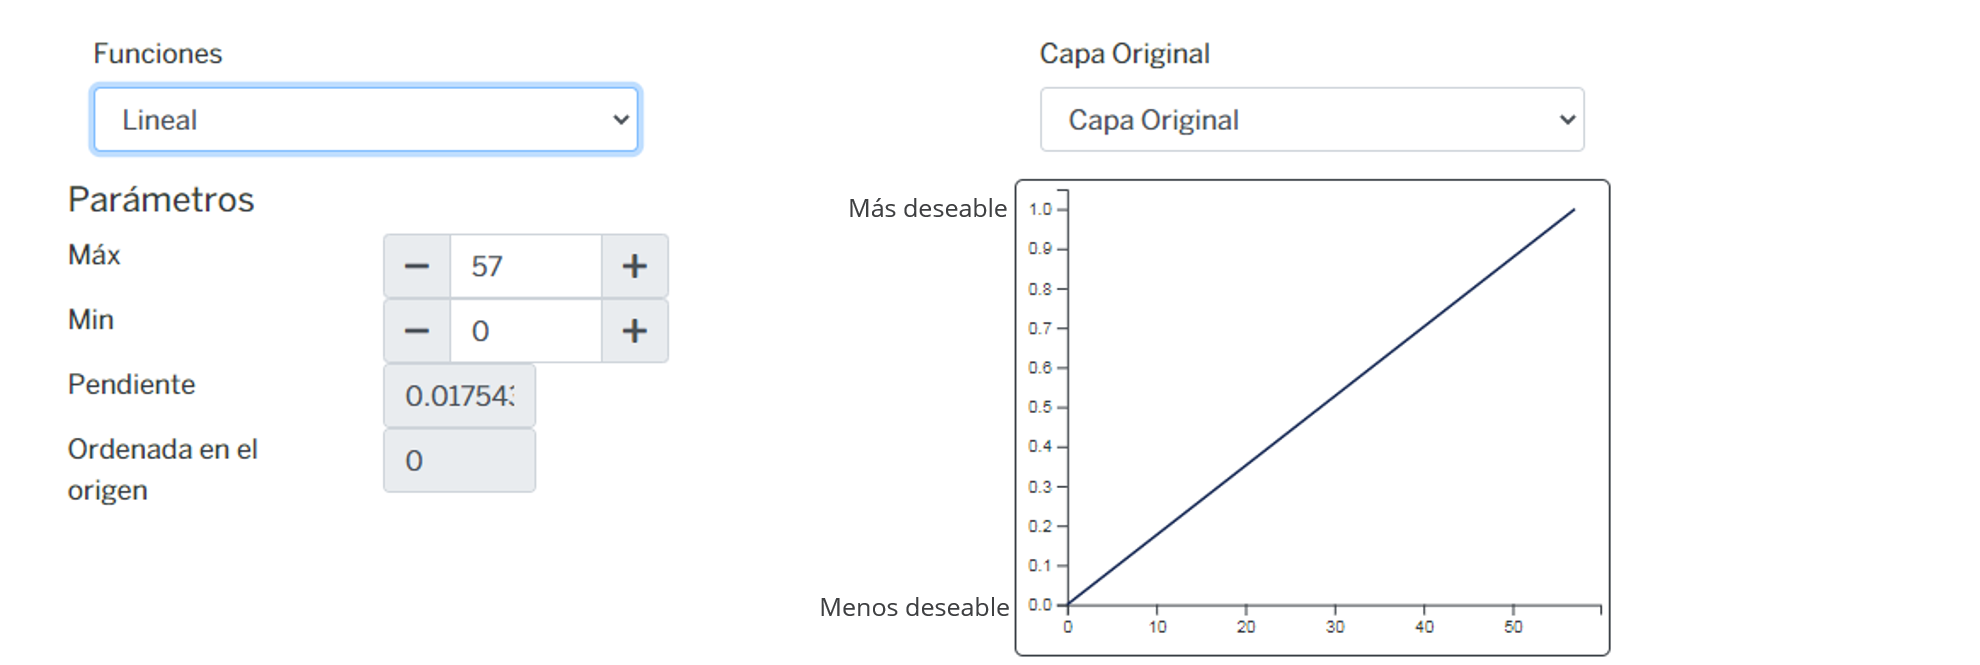 Funciones
Lineal
Parámetros
Máx
57
Min
0
Pendiente
0.01754
Ordenada en el
origen
0
Capa Original
Capa Original
Más deseable
Menos deseable
1.0
0.9
0.8
0.7
0.6
0.5
0.4
0.3
0.2
0.1
0.0
0 10 20 30 40 50